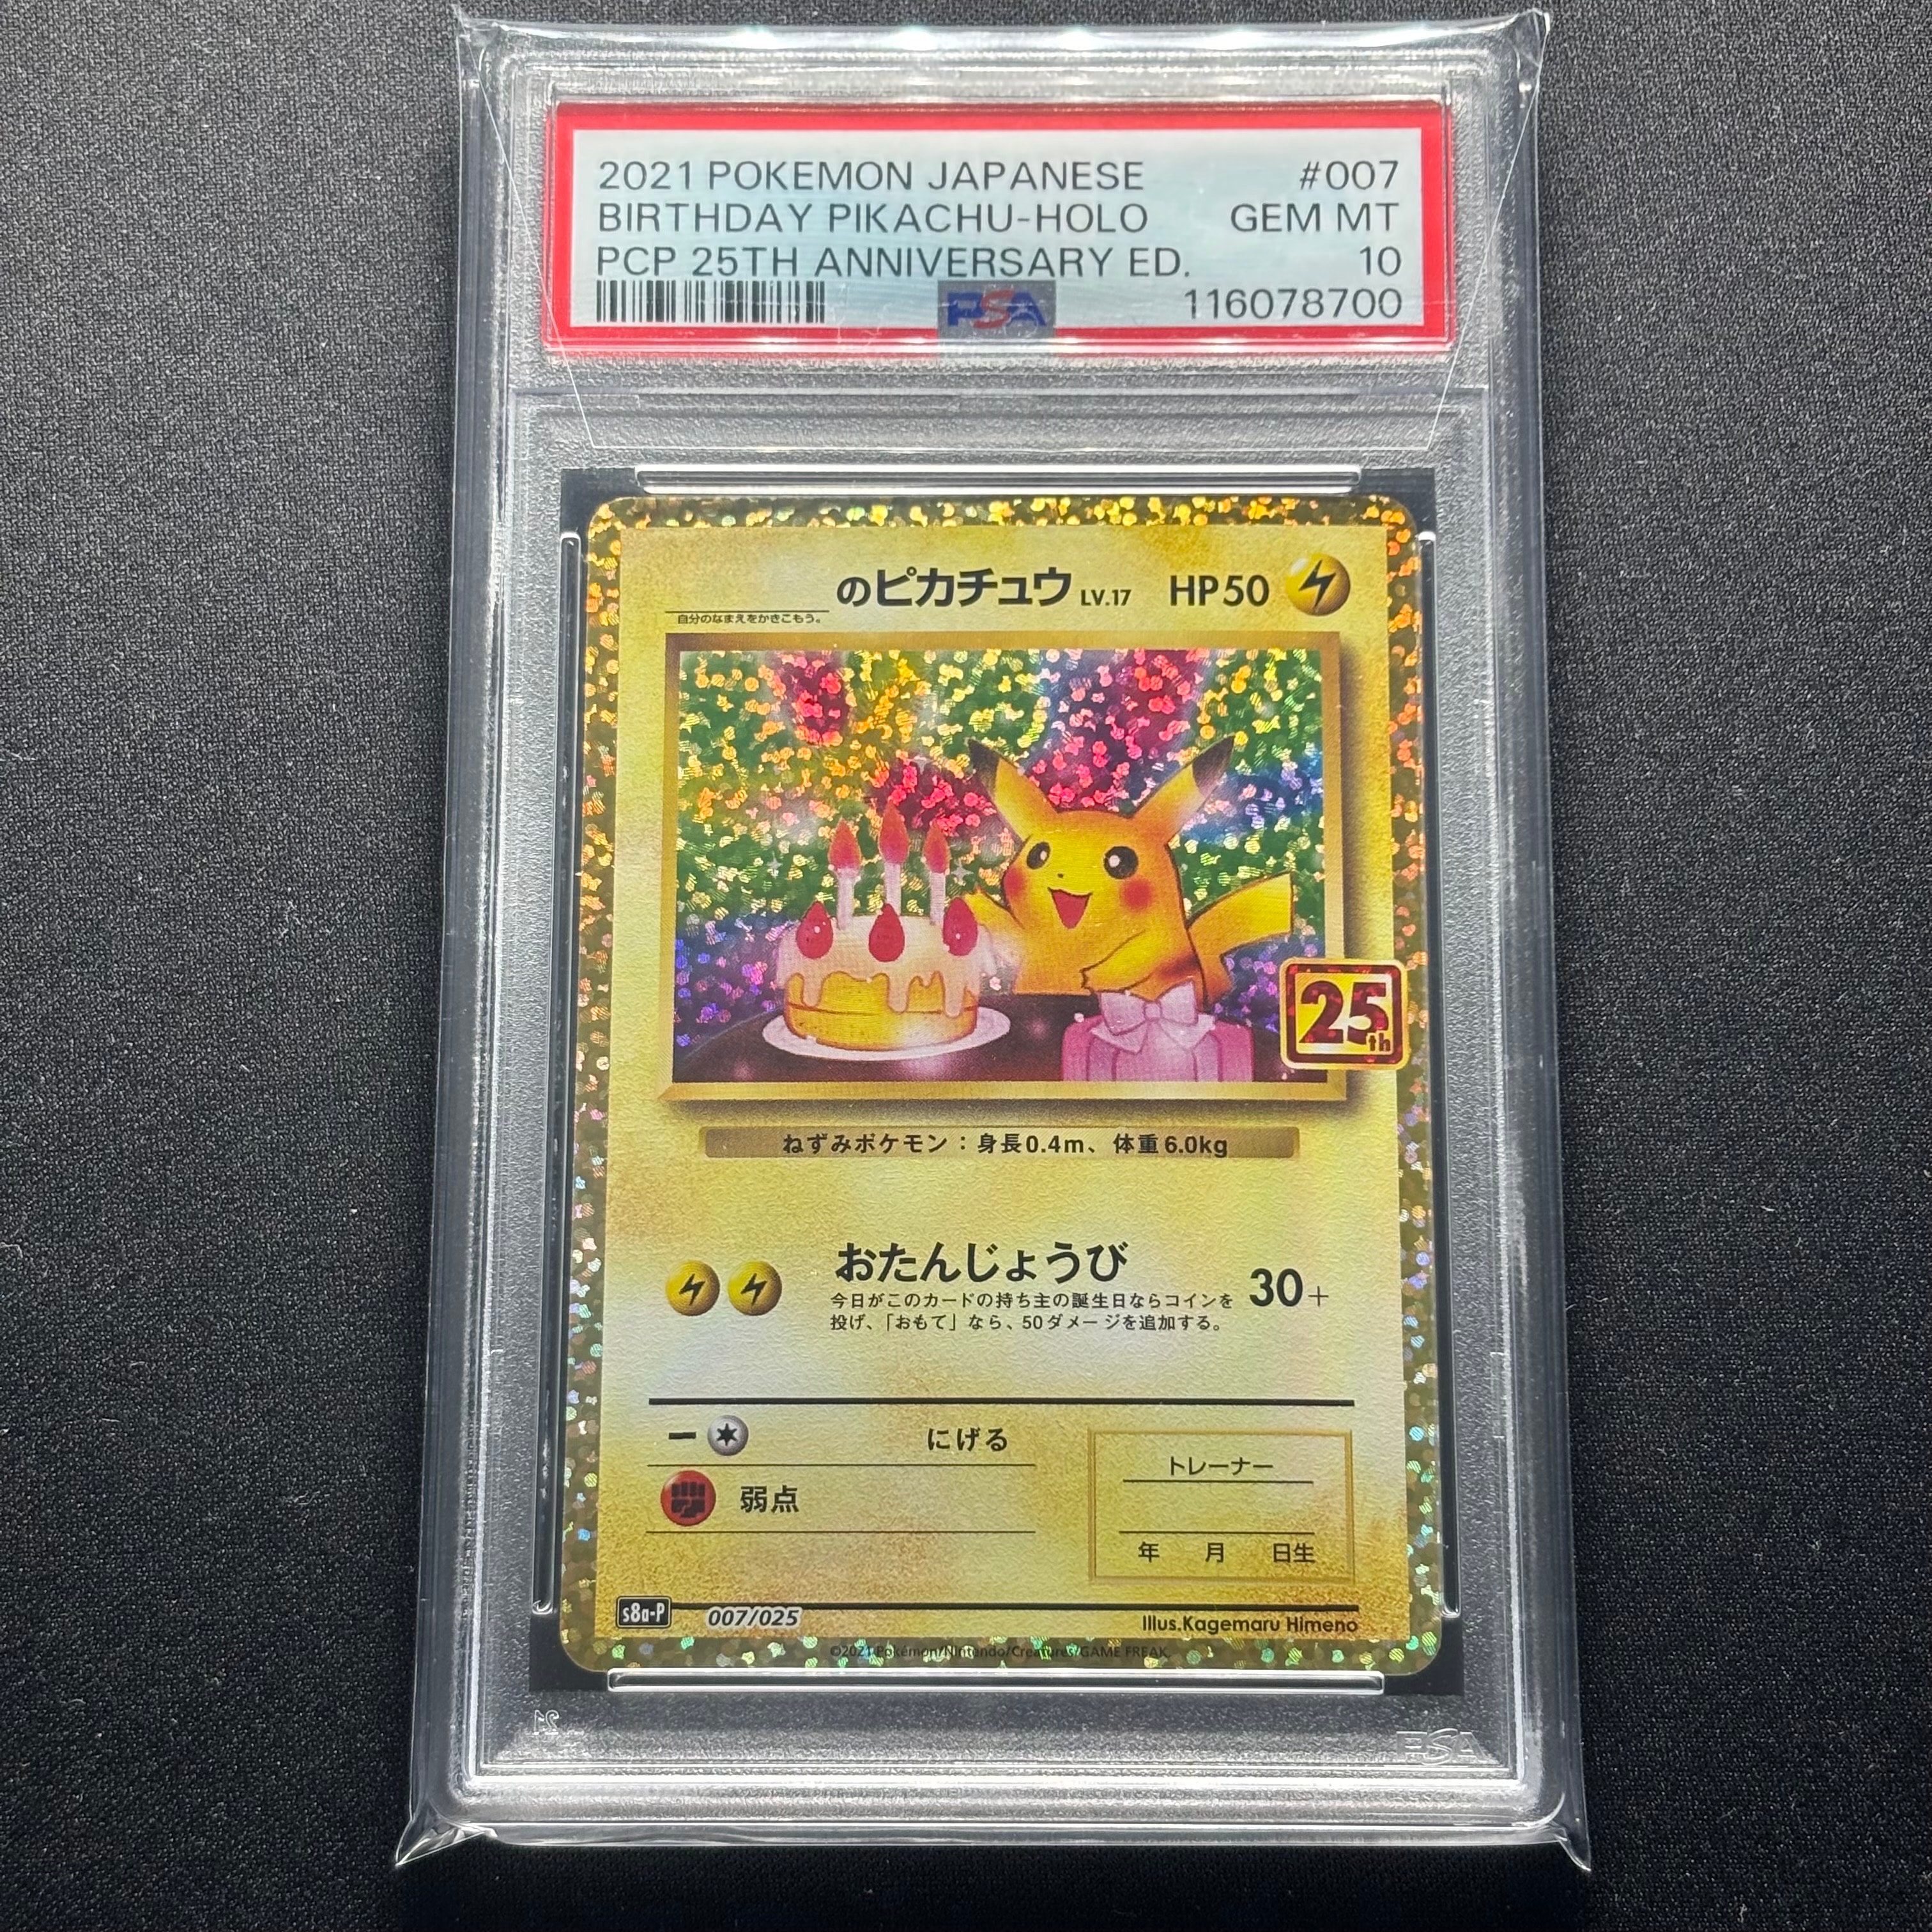 2021 POKEMON JAPANESE #007
BIRTHDAY PIKACHU-HOLO GEM MT
PCP 25TH ANNIVERSARY ED. 10
PSA 116078700
のピカチュウ LV.17 HP50
自分のなまえをかきこもう。
25th
ねずみポケモン：身長0.4m、体重6.0kg
おたんじょうび 30+
今日がこのカードの持ち主の誕生日ならコインを
投げ、「おもて」なら、50ダメージを追加する。
にげる
トレーナー
弱点
年 月 日生
s8a-P 007/025 Illus.Kagemaru Himeno
©2021 Pokémon/Nintendo/Creatures/GAME FREAK.
PSA